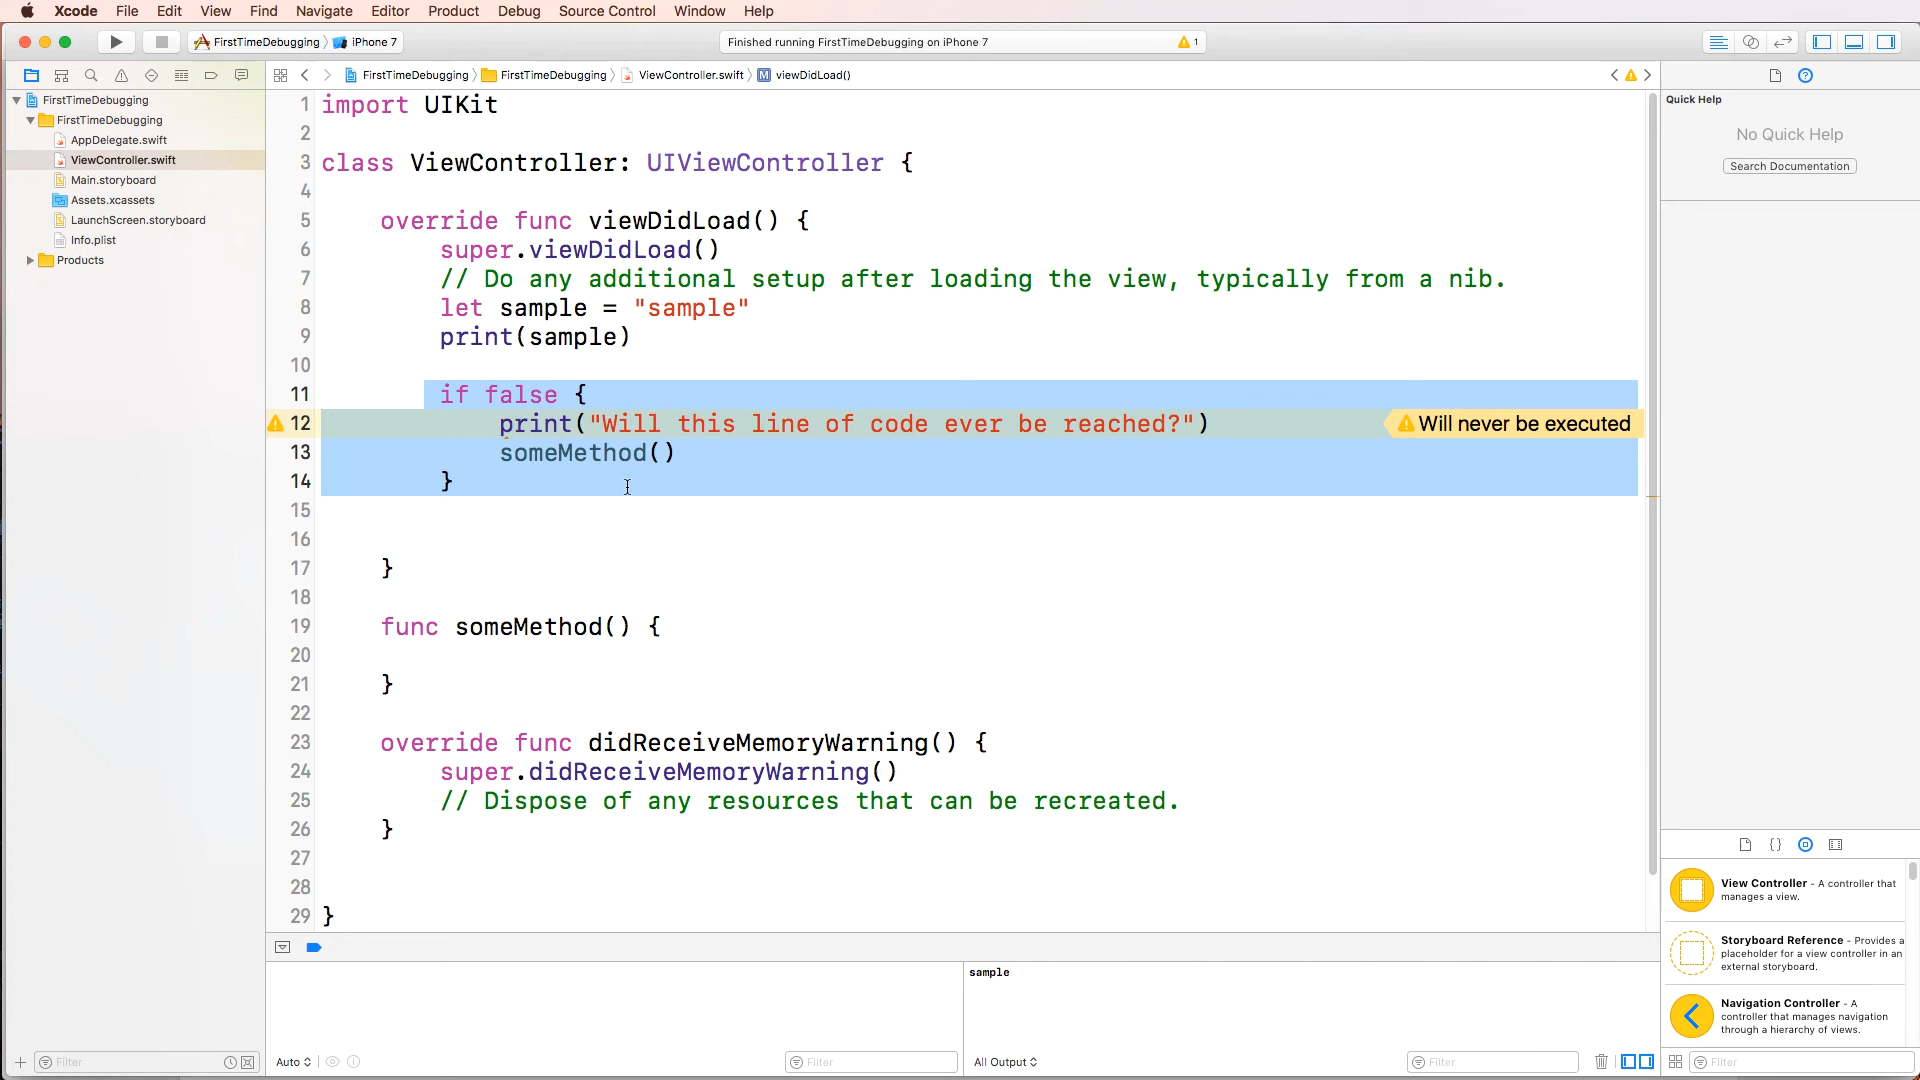 Xcode File Edit View Find Navigate Editor Product Debug Source Control Window Help
FirstTimeDebugging iPhone 7
Finished running FirstTimeDebugging on iPhone 7
1
FirstTimeDebugging FirstTimeDebugging ViewController.swift M viewDidLoad()
FirstTimeDebugging
FirstTimeDebugging
AppDelegate.swift
ViewController.swift
Main.storyboard
Assets.xcassets
LaunchScreen.storyboard
Info.plist
Products
Filter
1 import UIKit
2
3 class ViewController: UIViewController {
4
5 override func viewDidLoad() {
6 super.viewDidLoad()
7 // Do any additional setup after loading the view, typically from a nib.
8 let sample = "sample"
9 print(sample)
10
11 if false {
12 print("Will this line of code ever be reached?") Will never be executed
13 someMethod()
14 }
15
16
17 }
18
19 func someMethod() {
20
21 }
22
23 override func didReceiveMemoryWarning() {
24 super.didReceiveMemoryWarning()
25 // Dispose of any resources that can be recreated.
26 }
27
28
29 }
sample
Auto Filter
All Output Filter
Quick Help
No Quick Help
Search Documentation
{}
View Controller - A controller that
manages a view.
Storyboard Reference - Provides a
placeholder for a view controller in an
external storyboard.
Navigation Controller - A
controller that manages navigation
through a hierarchy of views.
Filter